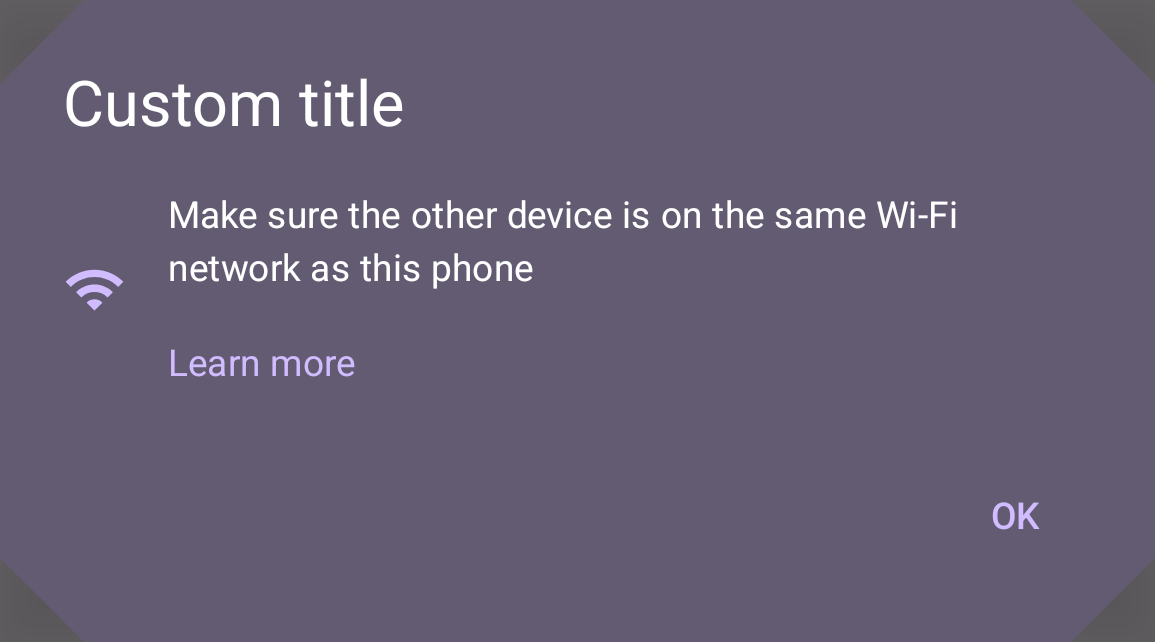 Custom title
Make sure the other device is on the same Wi-Fi
network as this phone
Learn more
OK